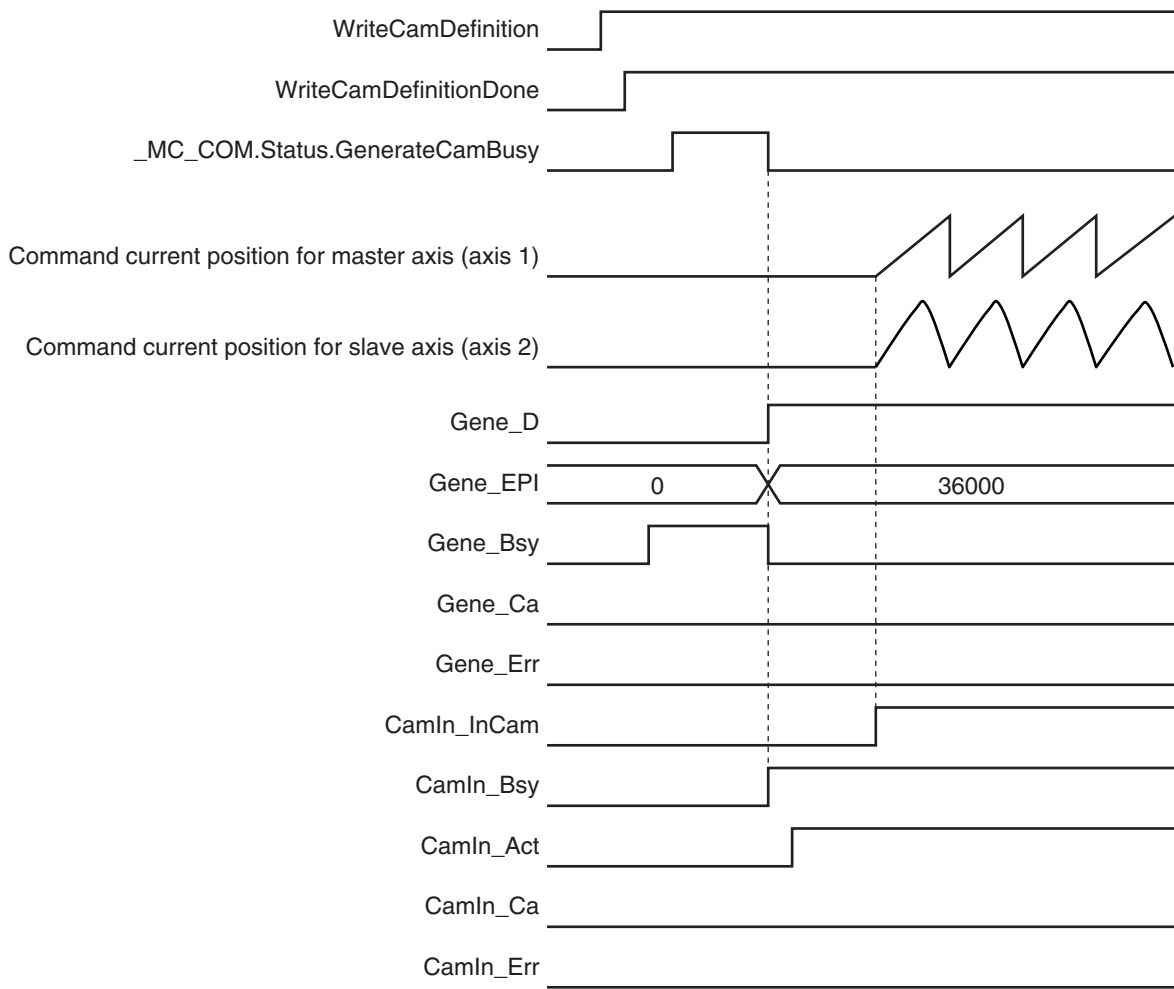 WriteCamDefinition
WriteCamDefinitionDone
_MC_COM.Status.GenerateCamBusy
Command current position for master axis (axis 1)
Command current position for slave axis (axis 2)
Gene_D
Gene_EPI 0 36000
Gene_Bsy
Gene_Ca
Gene_Err
CamIn_InCam
CamIn_Bsy
CamIn_Act
CamIn_Ca
CamIn_Err